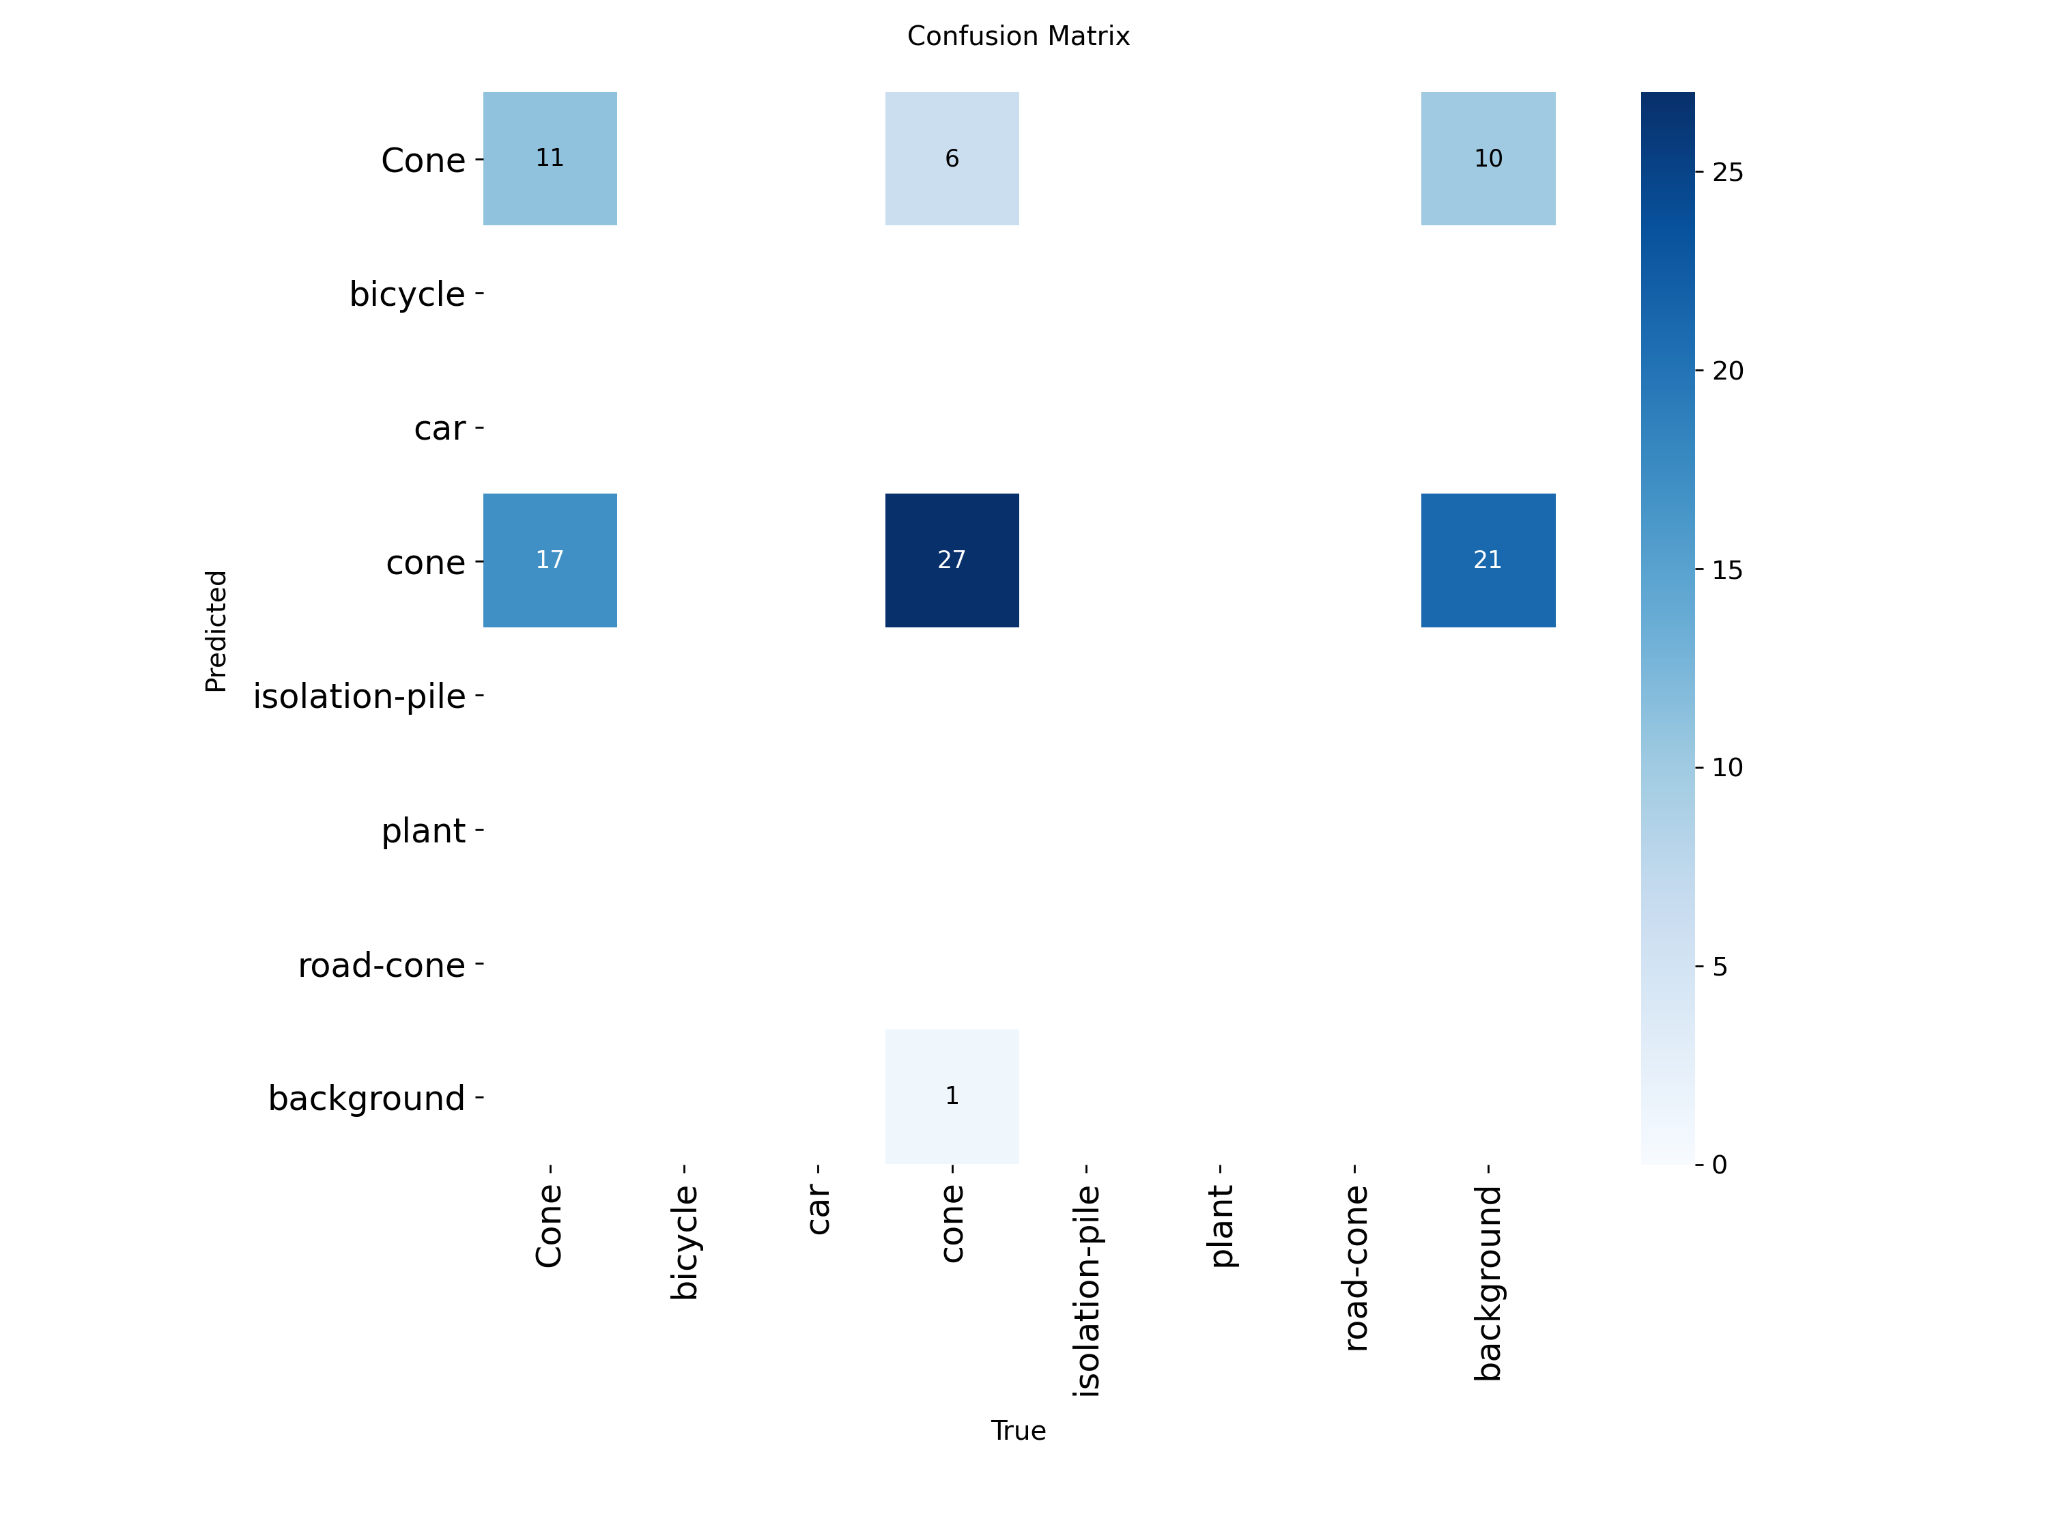 Confusion Matrix
Cone
11
6
10
bicycle
car
cone
17
27
21
isolation-pile
plant
road-cone
background
1
Predicted
Cone
bicycle
car
cone
isolation-pile
plant
road-cone
background
True
25
20
15
10
5
0